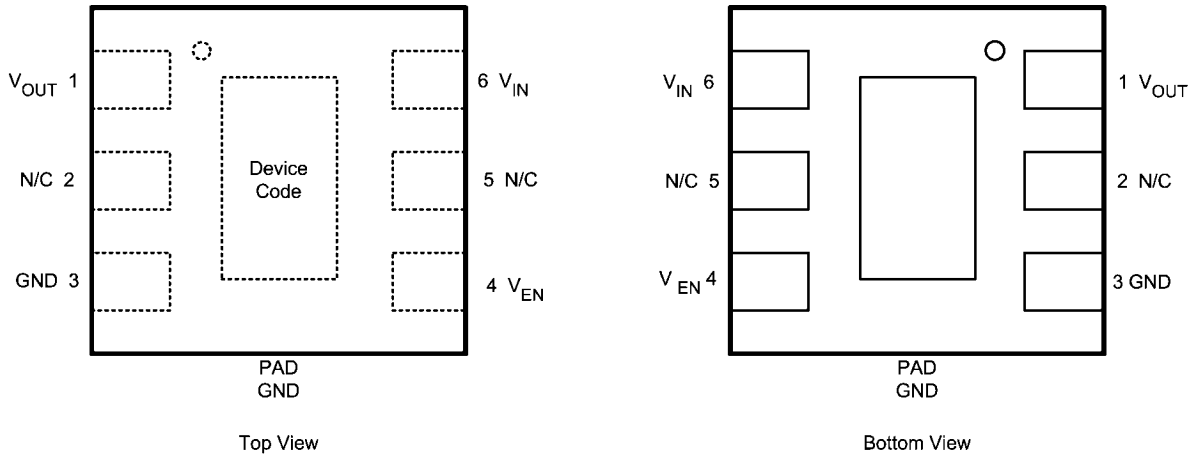 V_OUT 1
6 V_IN
N/C 2
5 N/C
GND 3
4 V_EN
Device
Code
PAD
GND
Top View
V_IN 6
1 V_OUT
N/C 5
2 N/C
V_EN 4
3 GND
PAD
GND
Bottom View